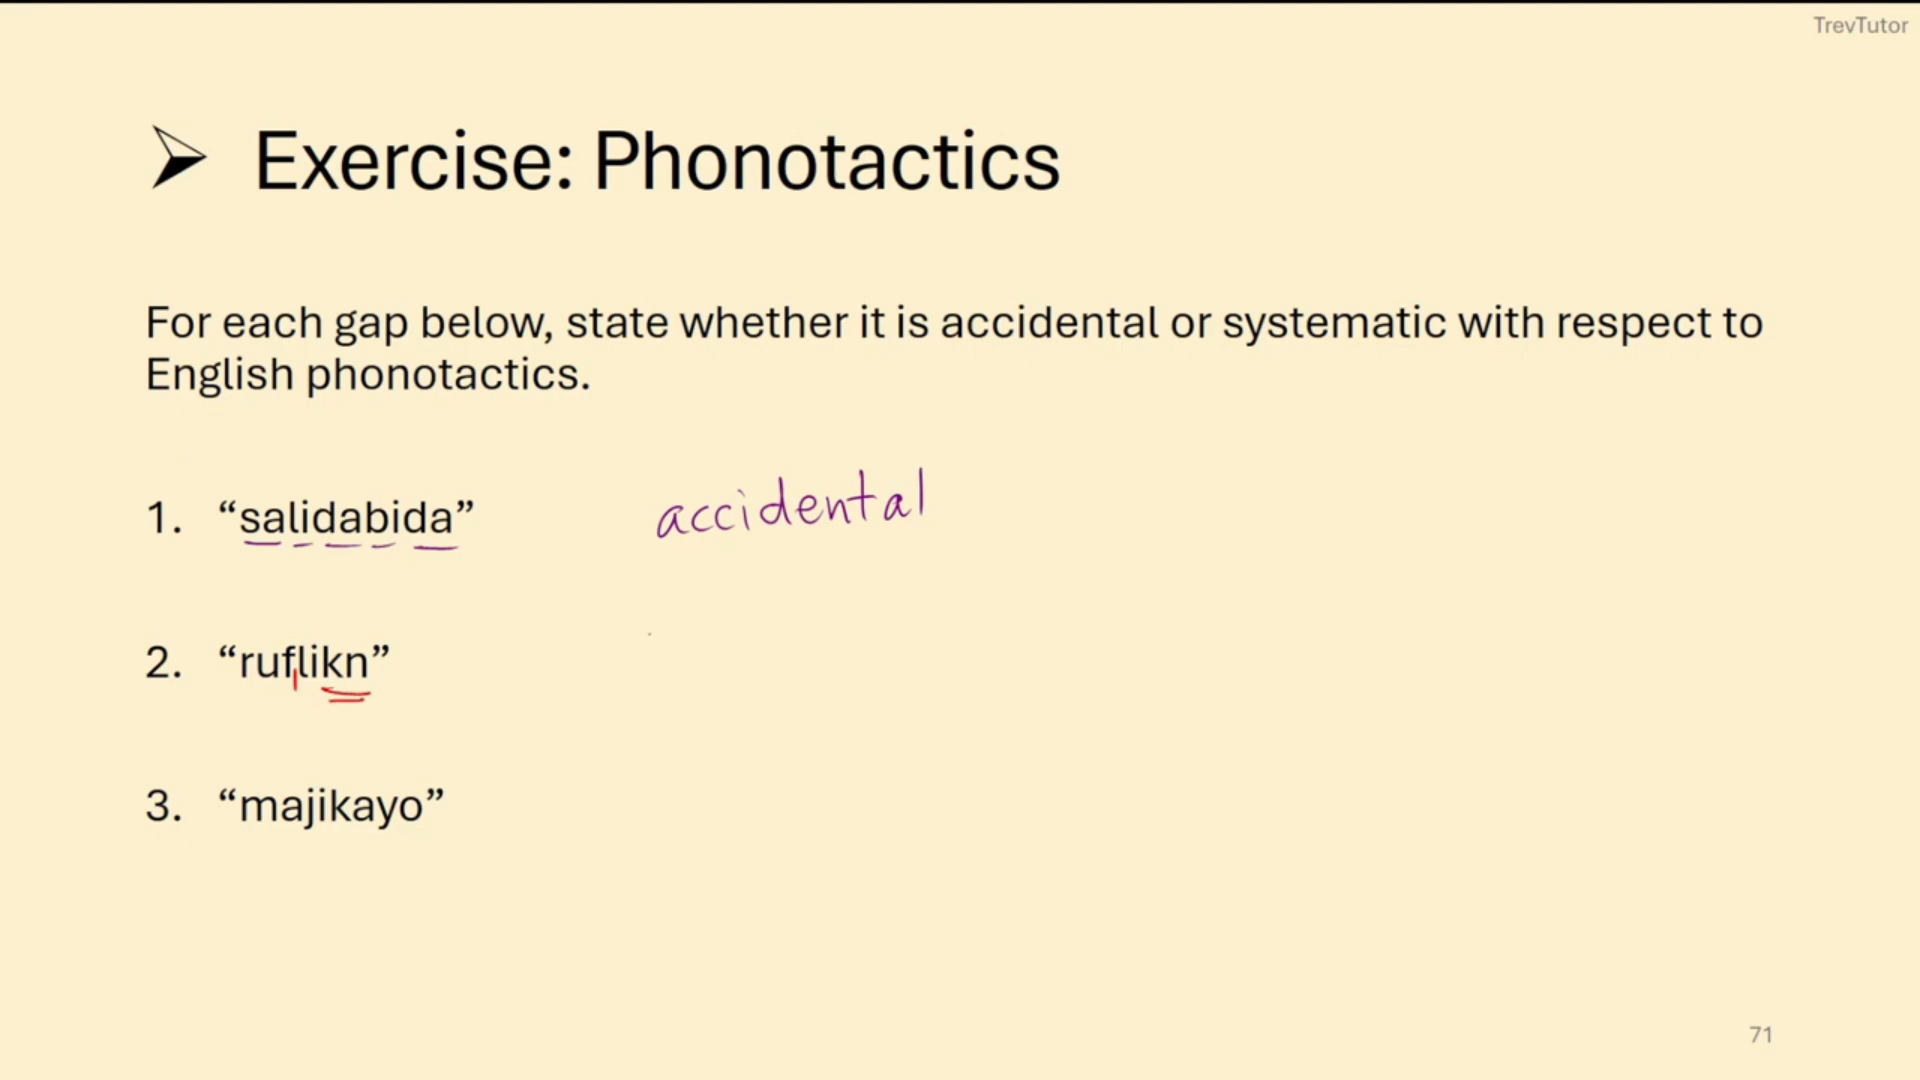 TrevTutor
➢ Exercise: Phonotactics
For each gap below, state whether it is accidental or systematic with respect to
English phonotactics.
1. “salidabida” accidental
2. “ruflikn”
3. “majikayo”
71